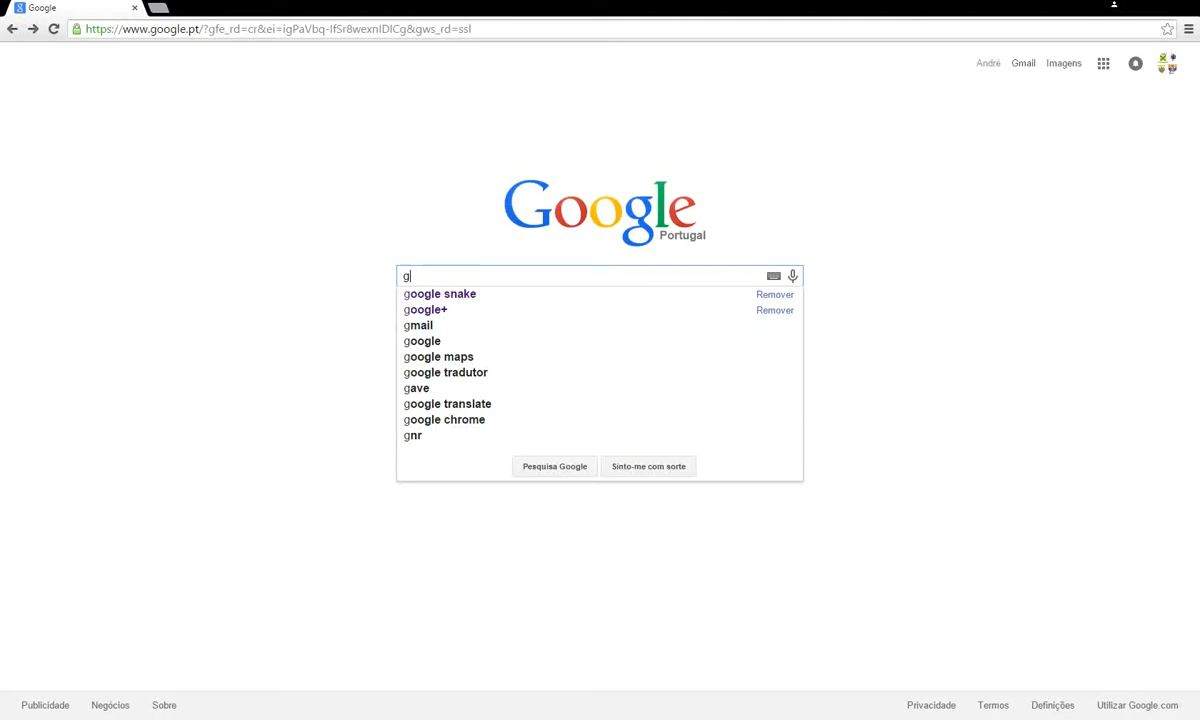 Google
https://www.google.pt/?gfe_rd=cr&ei=igPaVbq-IfSr8wexnIDICg&gws_rd=ssl
André Gmail Imagens
Google
Portugal
g
google snake Remover
google+ Remover
gmail
google
google maps
google tradutor
gave
google translate
google chrome
gnr
Pesquisa Google Sinto-me com sorte
Publicidade Negócios Sobre Privacidade Termos Definições Utilizar Google.com